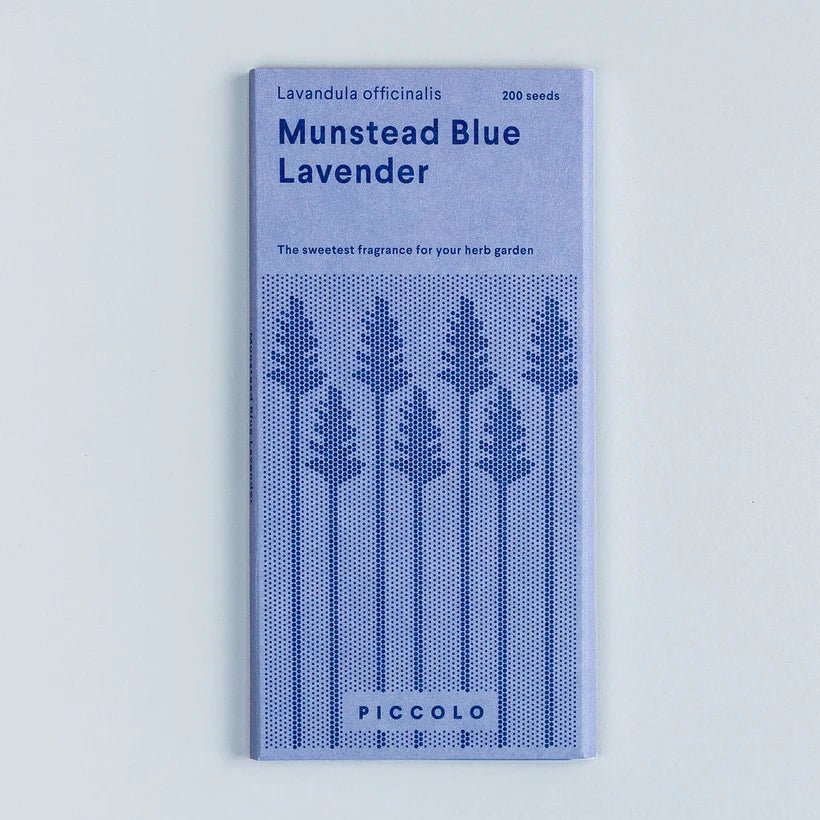 Lavandula officinalis
200 seeds
Munstead Blue
Lavender
The sweetest fragrance for your herb garden
PICCOLO